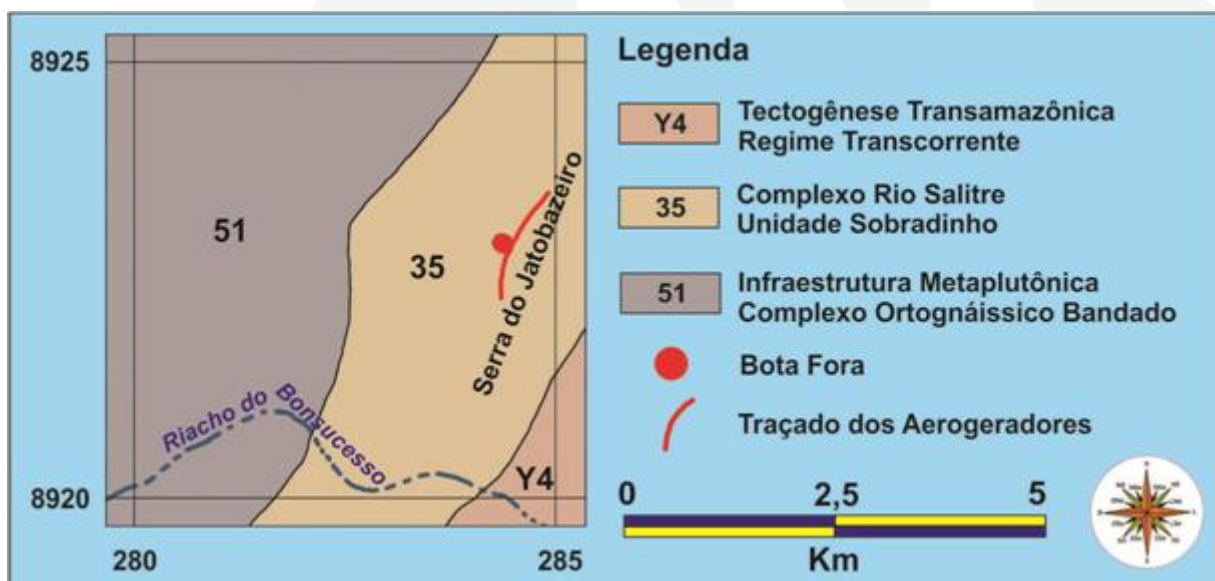 8925
8920
280
285
51
35
Y4
Serra do Jatobazeiro
Riacho do Bonsucesso
Legenda
Y4
Tectogênese Transamazônica
Regime Transcorrente
35
Complexo Rio Salitre
Unidade Sobradinho
51
Infraestrutura Metaplutônica
Complexo Ortognáissico Bandado
Bota Fora
Traçado dos Aerogeradores
0 2,5 5
Km